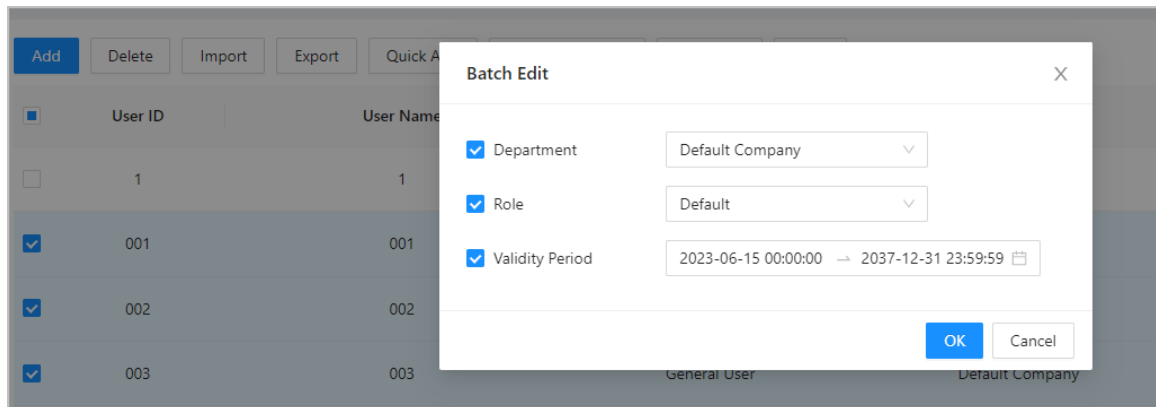 Add Delete Import Export Quick A
Batch Edit
User ID User Name
Department Default Company
1 1
Role Default
001 001
Validity Period 2023-06-15 00:00:00 → 2037-12-31 23:59:59
002 002
OK Cancel
003 003 General User Default Company